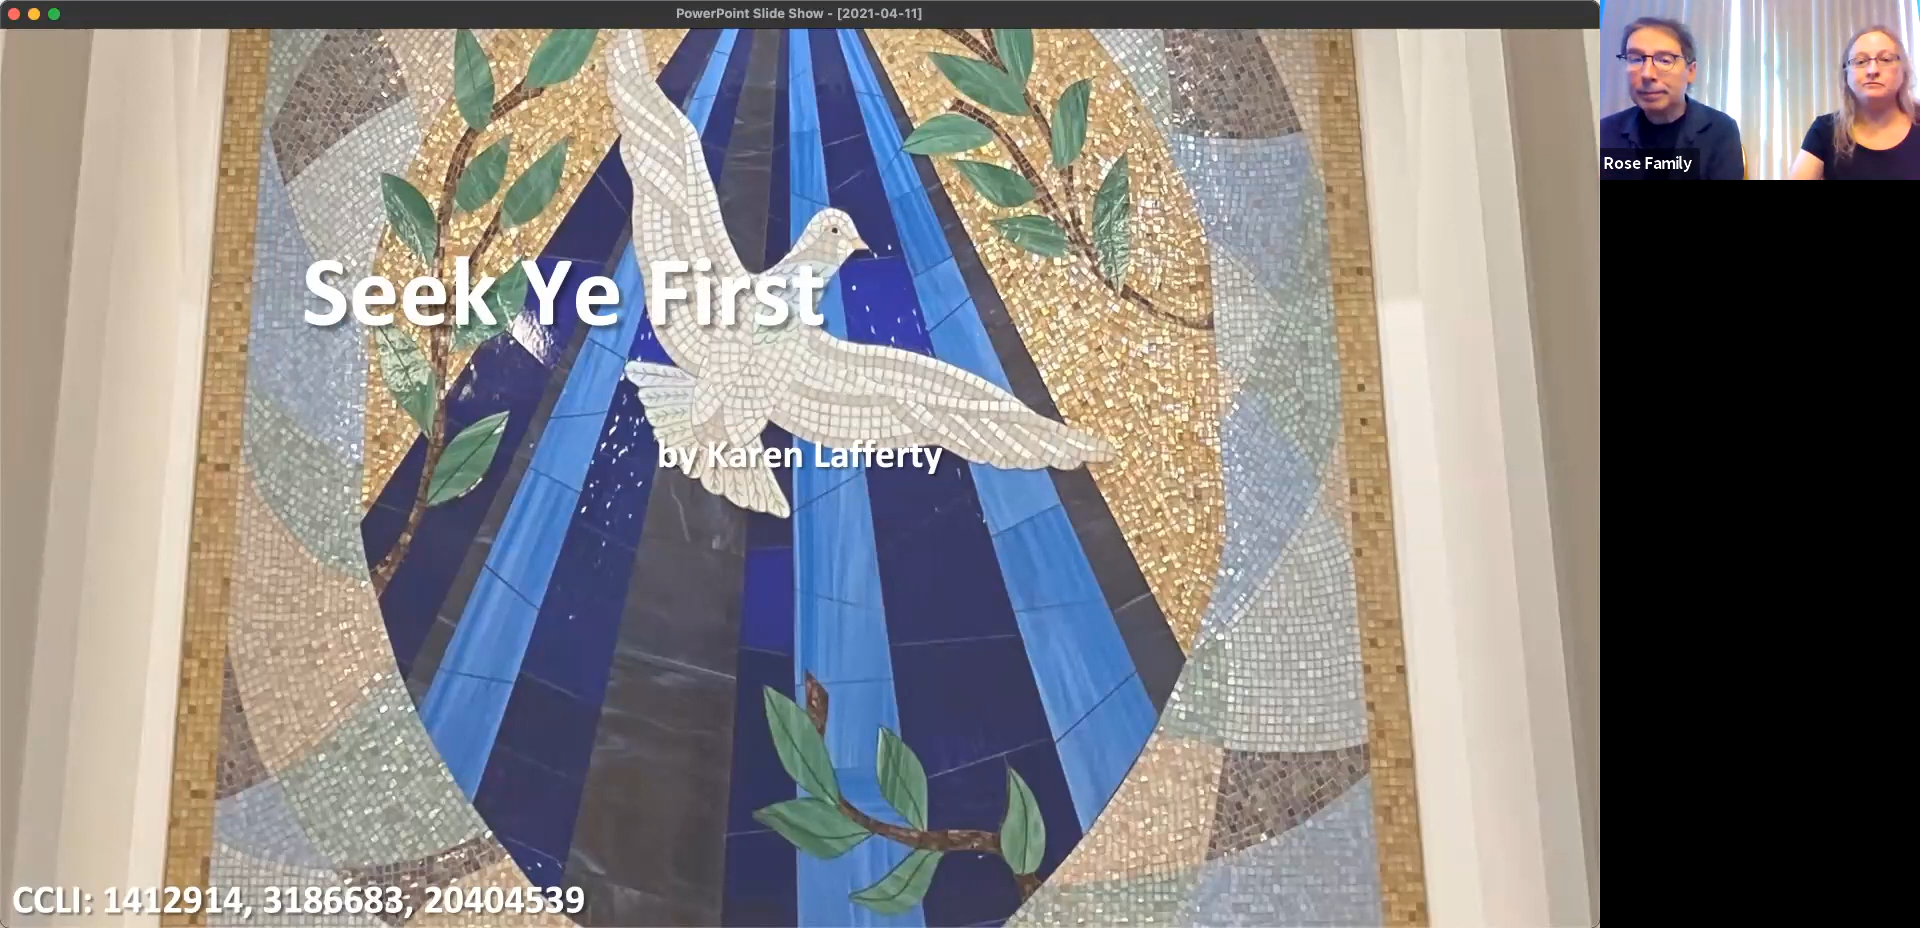 PowerPoint Slide Show - [2021-04-11]
Rose Family
Seek Ye First
by Karen Lafferty
CCLI: 1412914, 3186683, 20404539